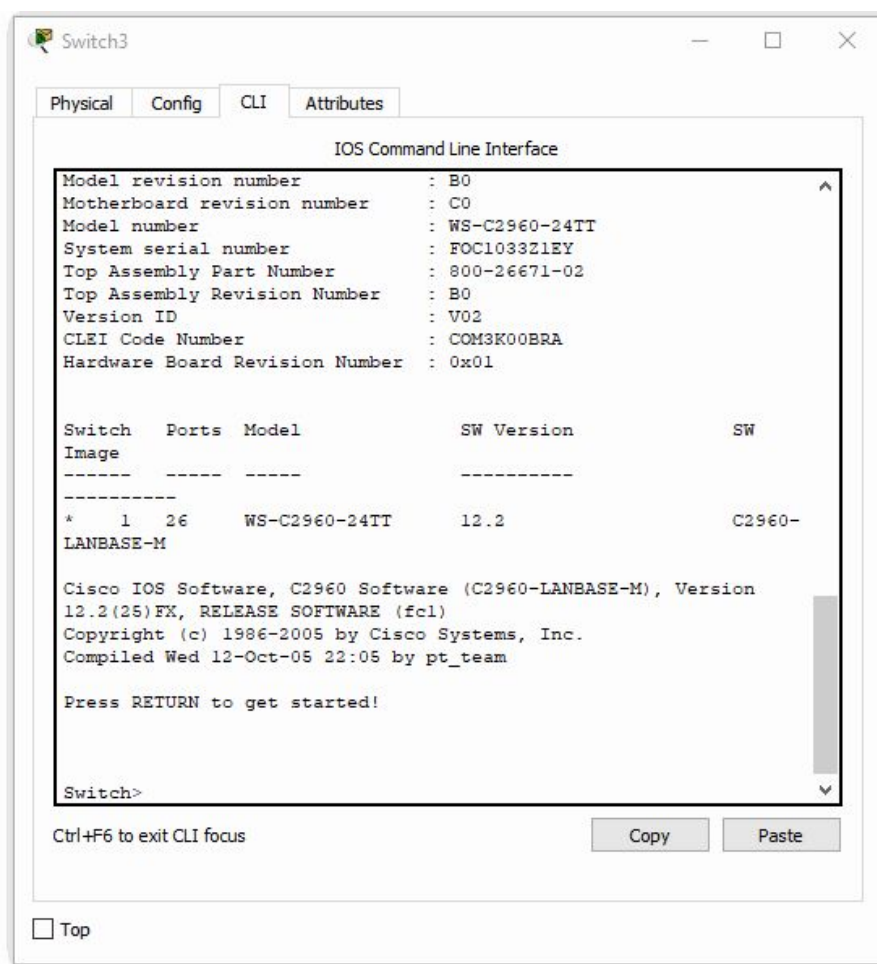 Switch3
Physical Config CLI Attributes
IOS Command Line Interface
Model revision number : B0
Motherboard revision number : C0
Model number : WS-C2960-24TT
System serial number : FOC1033Z1EY
Top Assembly Part Number : 800-26671-02
Top Assembly Revision Number : B0
Version ID : V02
CLEI Code Number : COM3K00BRA
Hardware Board Revision Number : 0x01
Switch Ports Model SW Version SW
Image
------ ----- ----- ----------
----------
* 1 26 WS-C2960-24TT 12.2 C2960-
LANBASE-M
Cisco IOS Software, C2960 Software (C2960-LANBASE-M), Version
12.2(25)FX, RELEASE SOFTWARE (fc1)
Copyright (c) 1986-2005 by Cisco Systems, Inc.
Compiled Wed 12-Oct-05 22:05 by pt_team
Press RETURN to get started!
Switch>
Ctrl+F6 to exit CLI focus
Copy Paste
Top